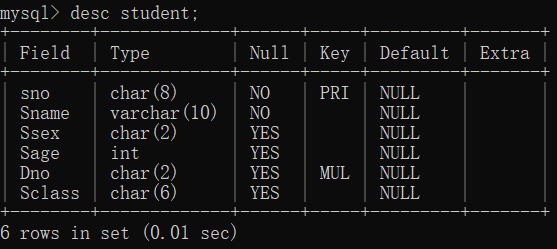 mysql> desc student;
+---------+-------------+------+-----+---------+-------+
| Field   | Type        | Null | Key | Default | Extra |
+---------+-------------+------+-----+---------+-------+
| sno     | char(8)     | NO   | PRI | NULL    |       |
| Sname   | varchar(10) | NO   |     | NULL    |       |
| Ssex    | char(2)     | YES  |     | NULL    |       |
| Sage    | int         | YES  |     | NULL    |       |
| Dno     | char(2)     | YES  | MUL | NULL    |       |
| Sclass  | char(6)     | YES  |     | NULL    |       |
+---------+-------------+------+-----+---------+-------+
6 rows in set (0.01 sec)